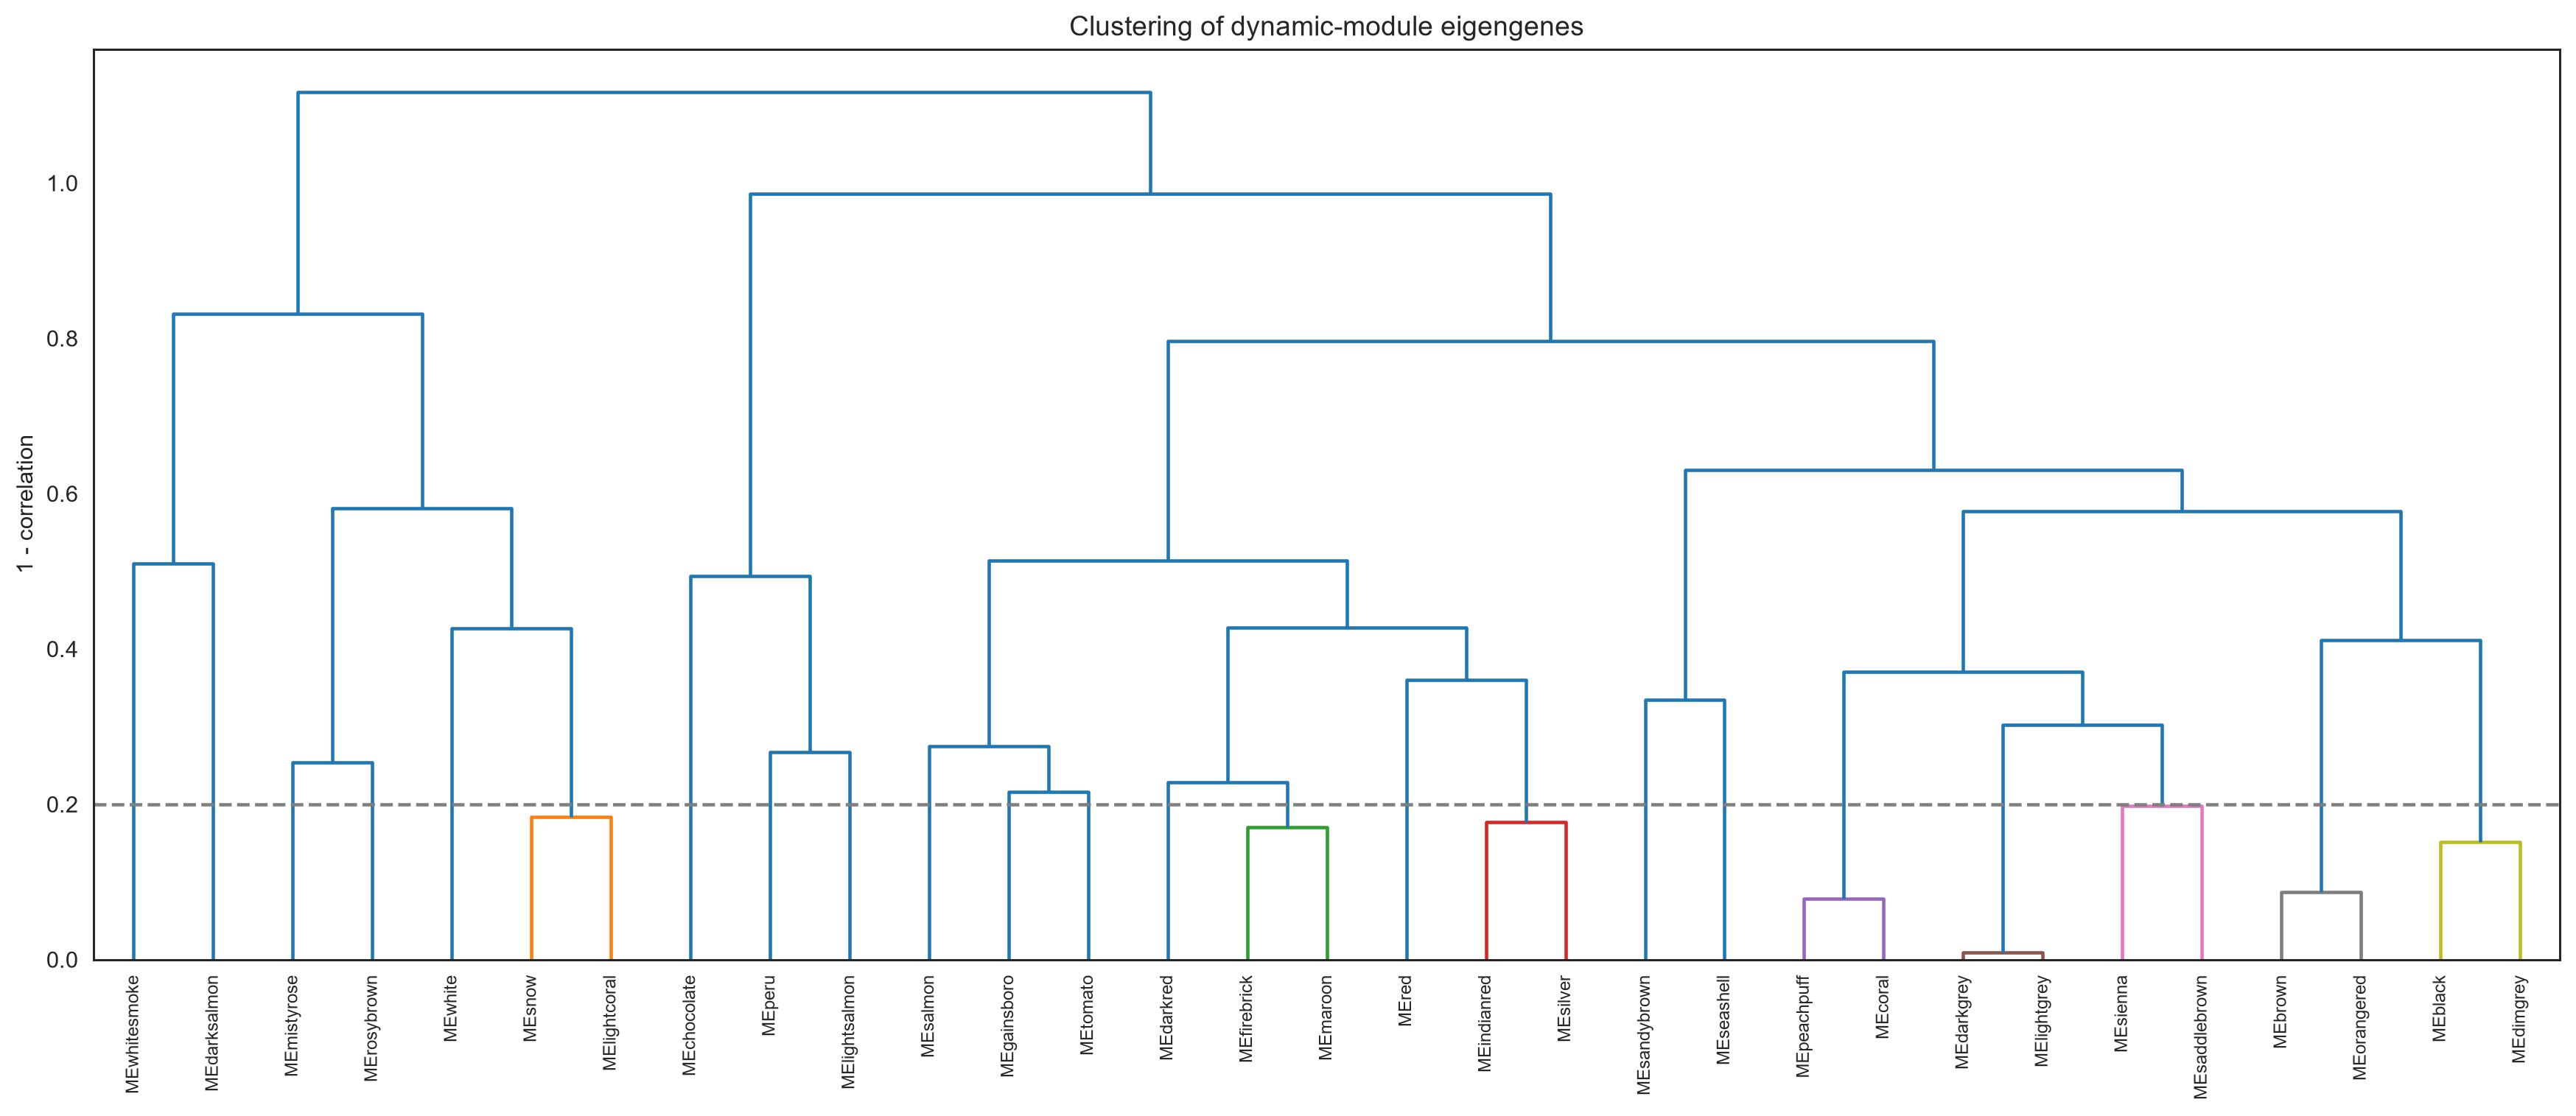 Clustering of dynamic-module eigengenes
1 - correlation
1.0
0.8
0.6
0.4
0.2
0.0
MEwhitesmoke
MEdarksalmon
MEmistyrose
MErosybrown
MEwhite
MEsnow
MElightcoral
MEchocolate
MEperu
MElightsalmon
MEsalmon
MEgainsboro
MEtomato
MEdarkred
MEfirebrick
MEmaroon
MEred
MEindianred
MEsilver
MEsandybrown
MEseashell
MEpeachpuff
MEcoral
MEdarkgrey
MElightgrey
MEsienna
MEsaddlebrown
MEbrown
MEorangered
MEblack
MEdimgrey